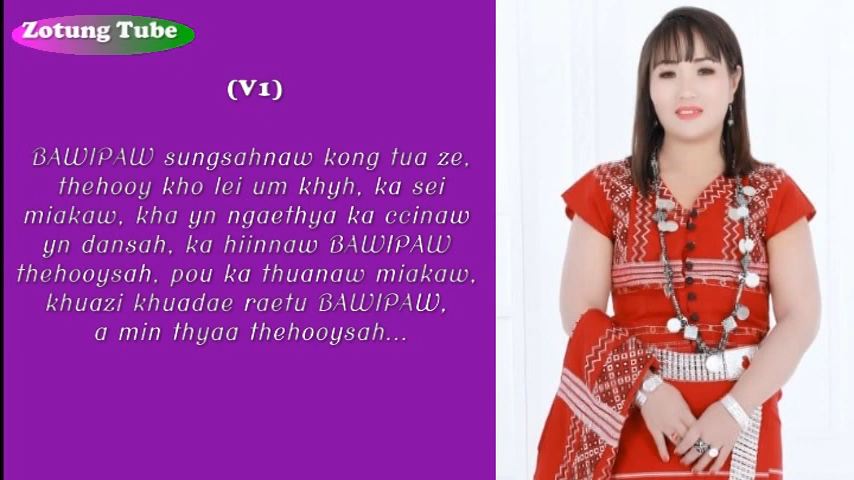 Zotung Tube
(V1)
BAWIPAW sungsahnaw kong tua ze,
thehooy kho lei um khyh, ka sei
miakaw, kha yn ngaethya ka ccinaw
yn dansah, ka hiinnaw BAWIPAW
thehooysah, pou ka thuanaw miakaw,
khuazi khuadae raetu BAWIPAW,
a min thyaa thehooysah...